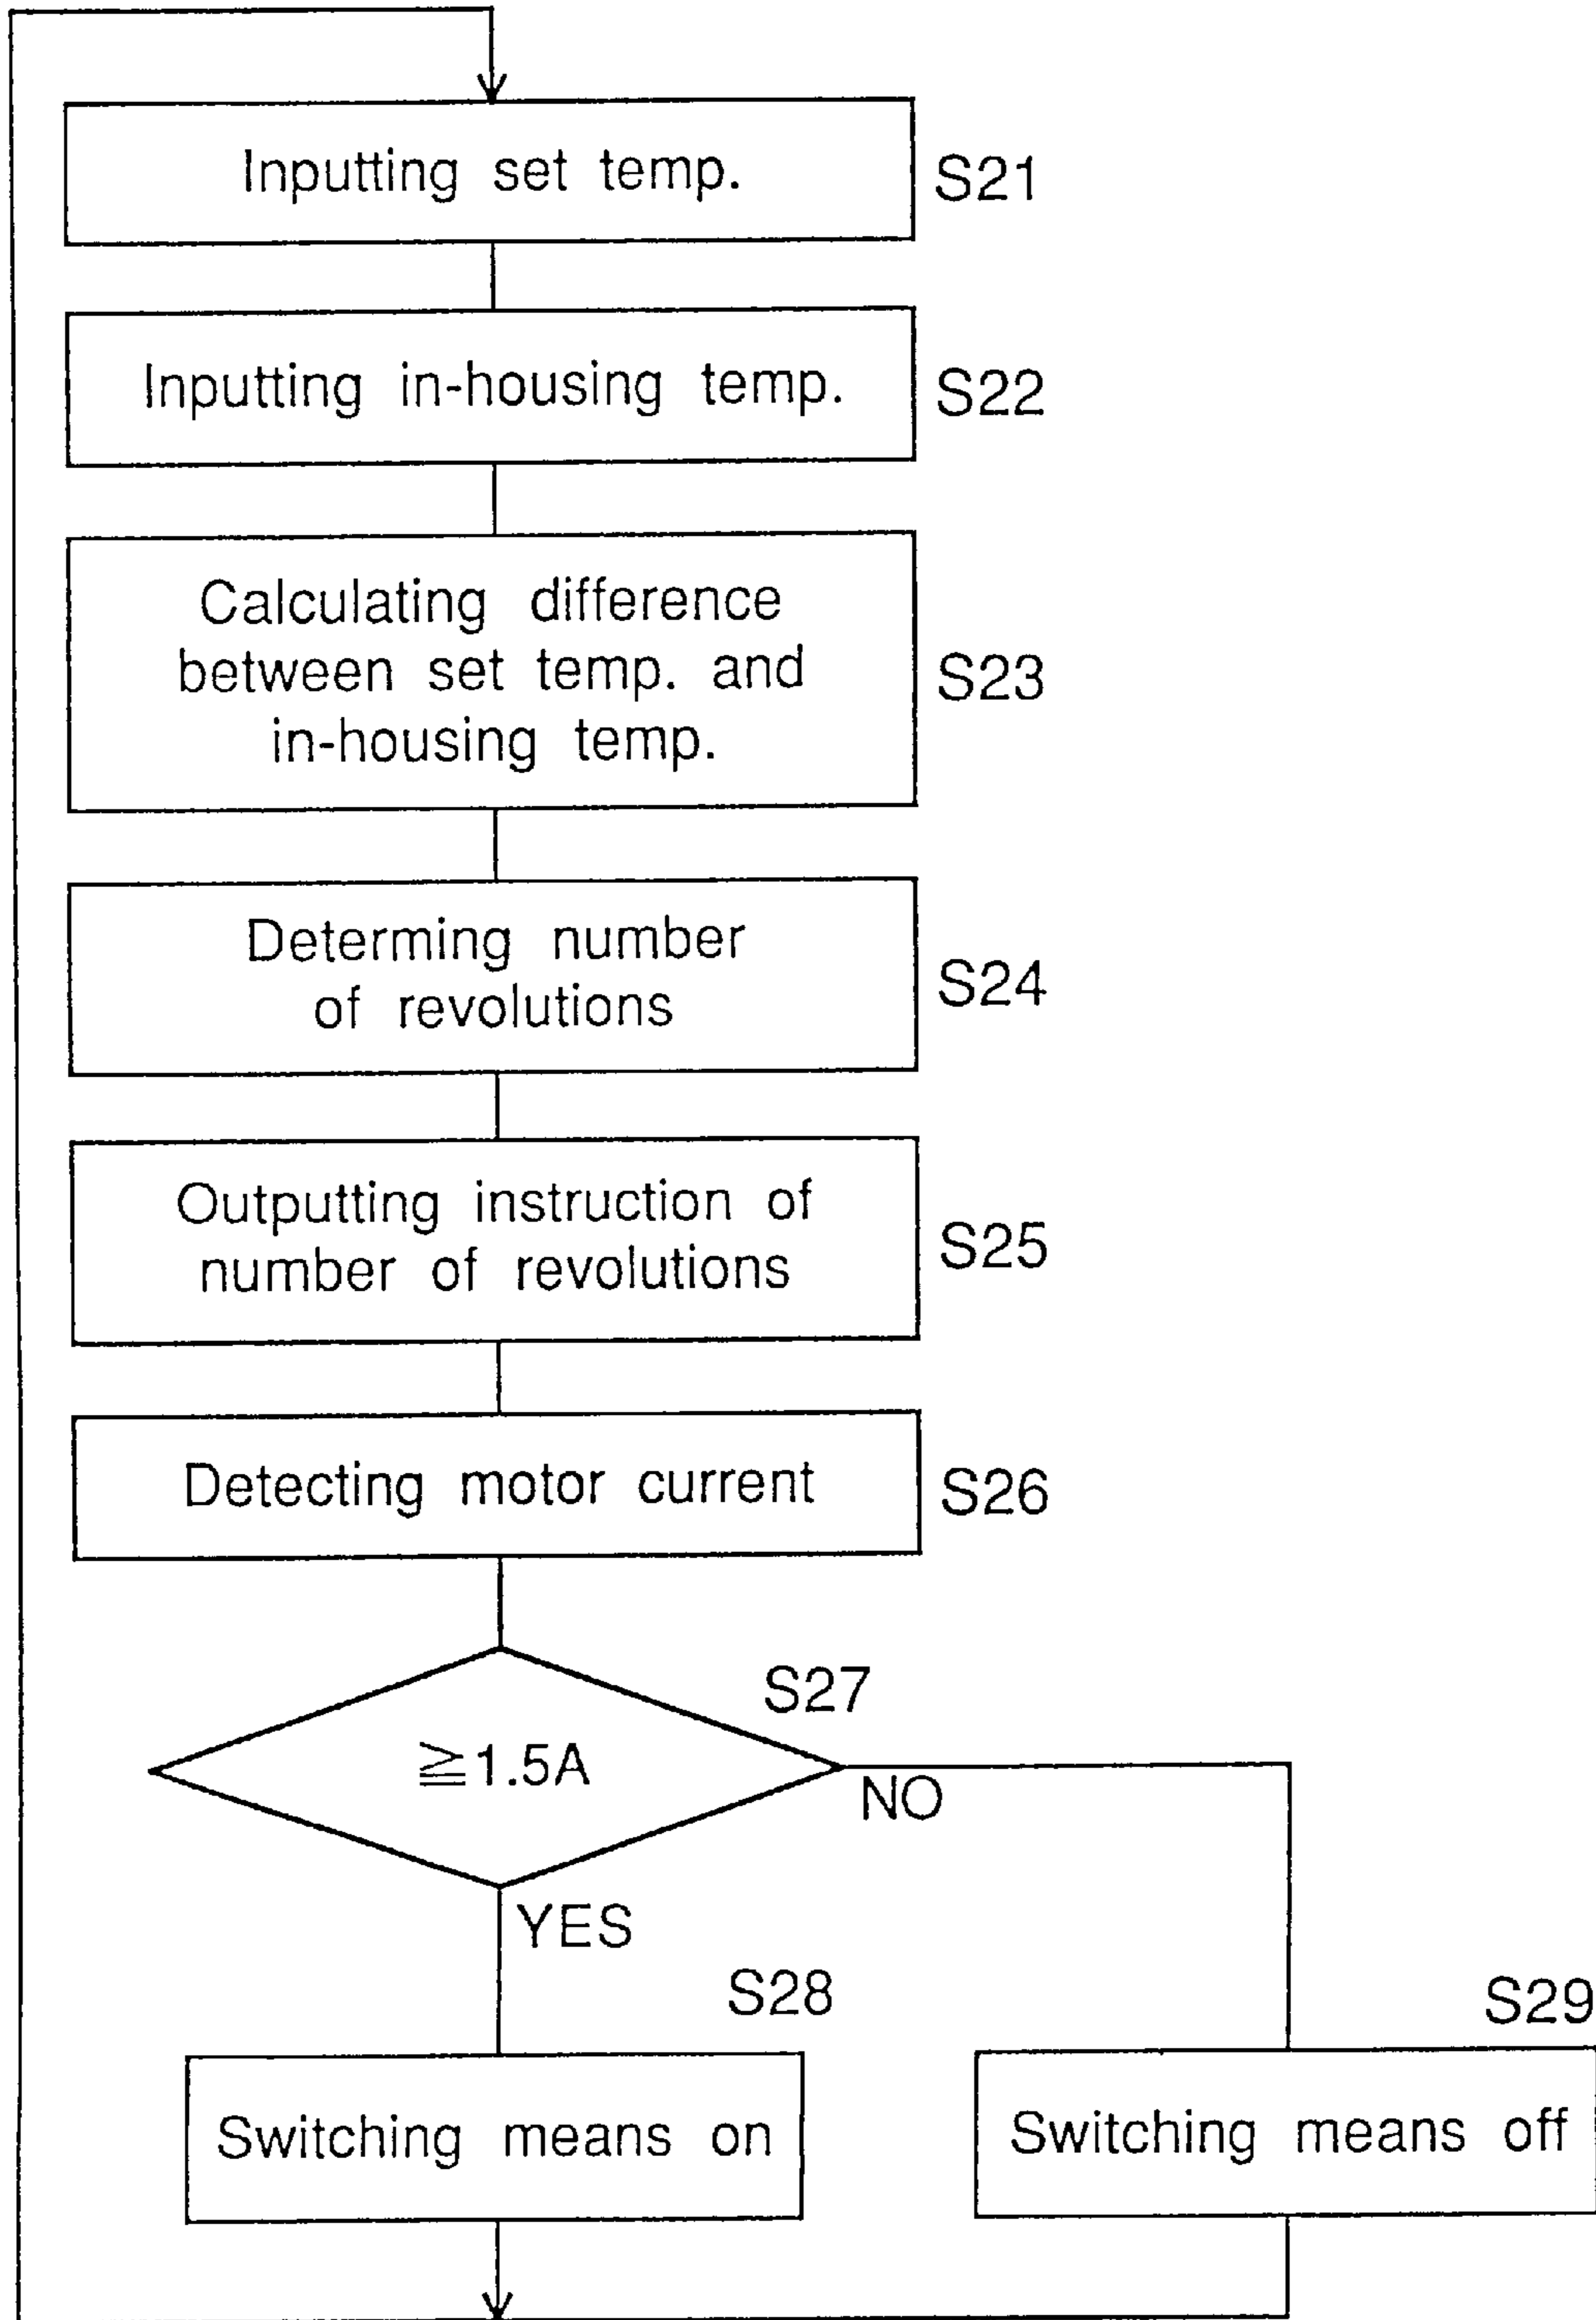 Inputting set temp.
S21
Inputting in-housing temp.
S22
Calculating difference
between set temp. and
in-housing temp.
S23
Determing number
of revolutions
S24
Outputting instruction of
number of revolutions
S25
Detecting motor current
S26
S27
≧1.5A
NO
YES
S28
S29
Switching means on
Switching means off